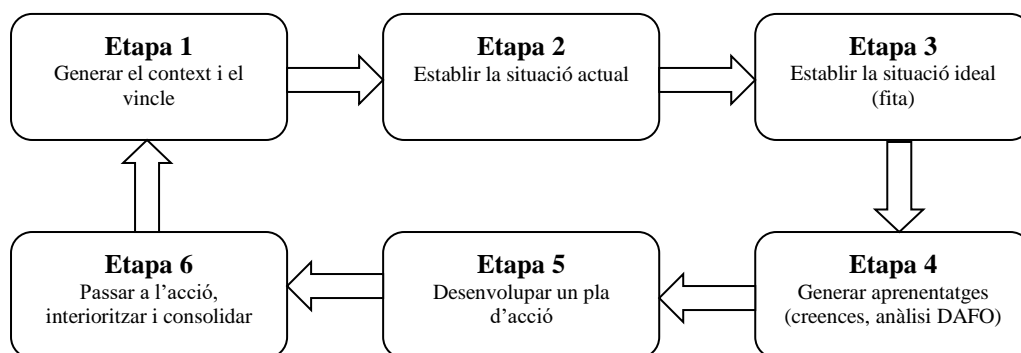 Etapa 1
Generar el context i el
vincle
Etapa 2
Establir la situació actual
Etapa 3
Establir la situació ideal
(fita)
Etapa 4
Generar aprenentatges
(creences, anàlisi DAFO)
Etapa 5
Desenvolupar un pla
d’acció
Etapa 6
Passar a l’acció,
interioritzar i consolidar